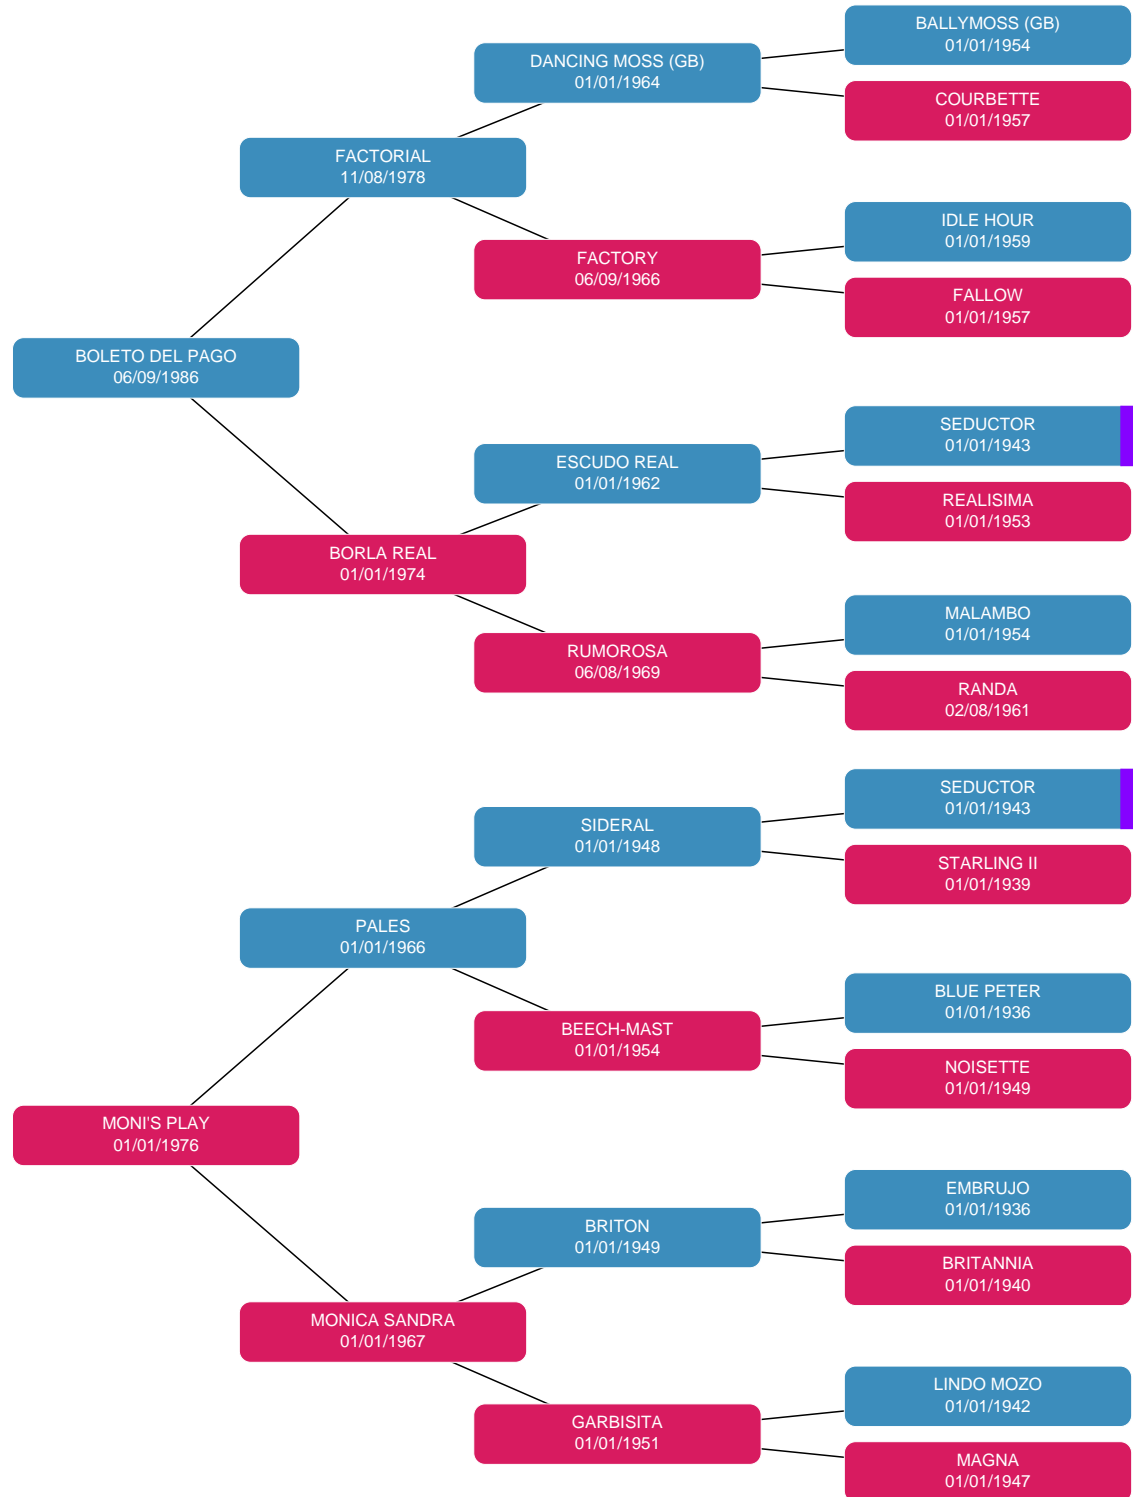 BALLYMOSS (GB)
01/01/1954
DANCING MOSS (GB)
01/01/1964
COURBETTE
01/01/1957
FACTORIAL
11/08/1978
IDLE HOUR
01/01/1959
FACTORY
06/09/1966
FALLOW
01/01/1957
BOLETO DEL PAGO
06/09/1986
SEDUCTOR
01/01/1943
ESCUDO REAL
01/01/1962
REALISIMA
01/01/1953
BORLA REAL
01/01/1974
MALAMBO
01/01/1954
RUMOROSA
06/08/1969
RANDA
02/08/1961
SEDUCTOR
01/01/1943
SIDERAL
01/01/1948
STARLING II
01/01/1939
PALES
01/01/1966
BLUE PETER
01/01/1936
BEECH-MAST
01/01/1954
NOISETTE
01/01/1949
MONI'S PLAY
01/01/1976
EMBRUJO
01/01/1936
BRITON
01/01/1949
BRITANNIA
01/01/1940
MONICA SANDRA
01/01/1967
LINDO MOZO
01/01/1942
GARBISITA
01/01/1951
MAGNA
01/01/1947